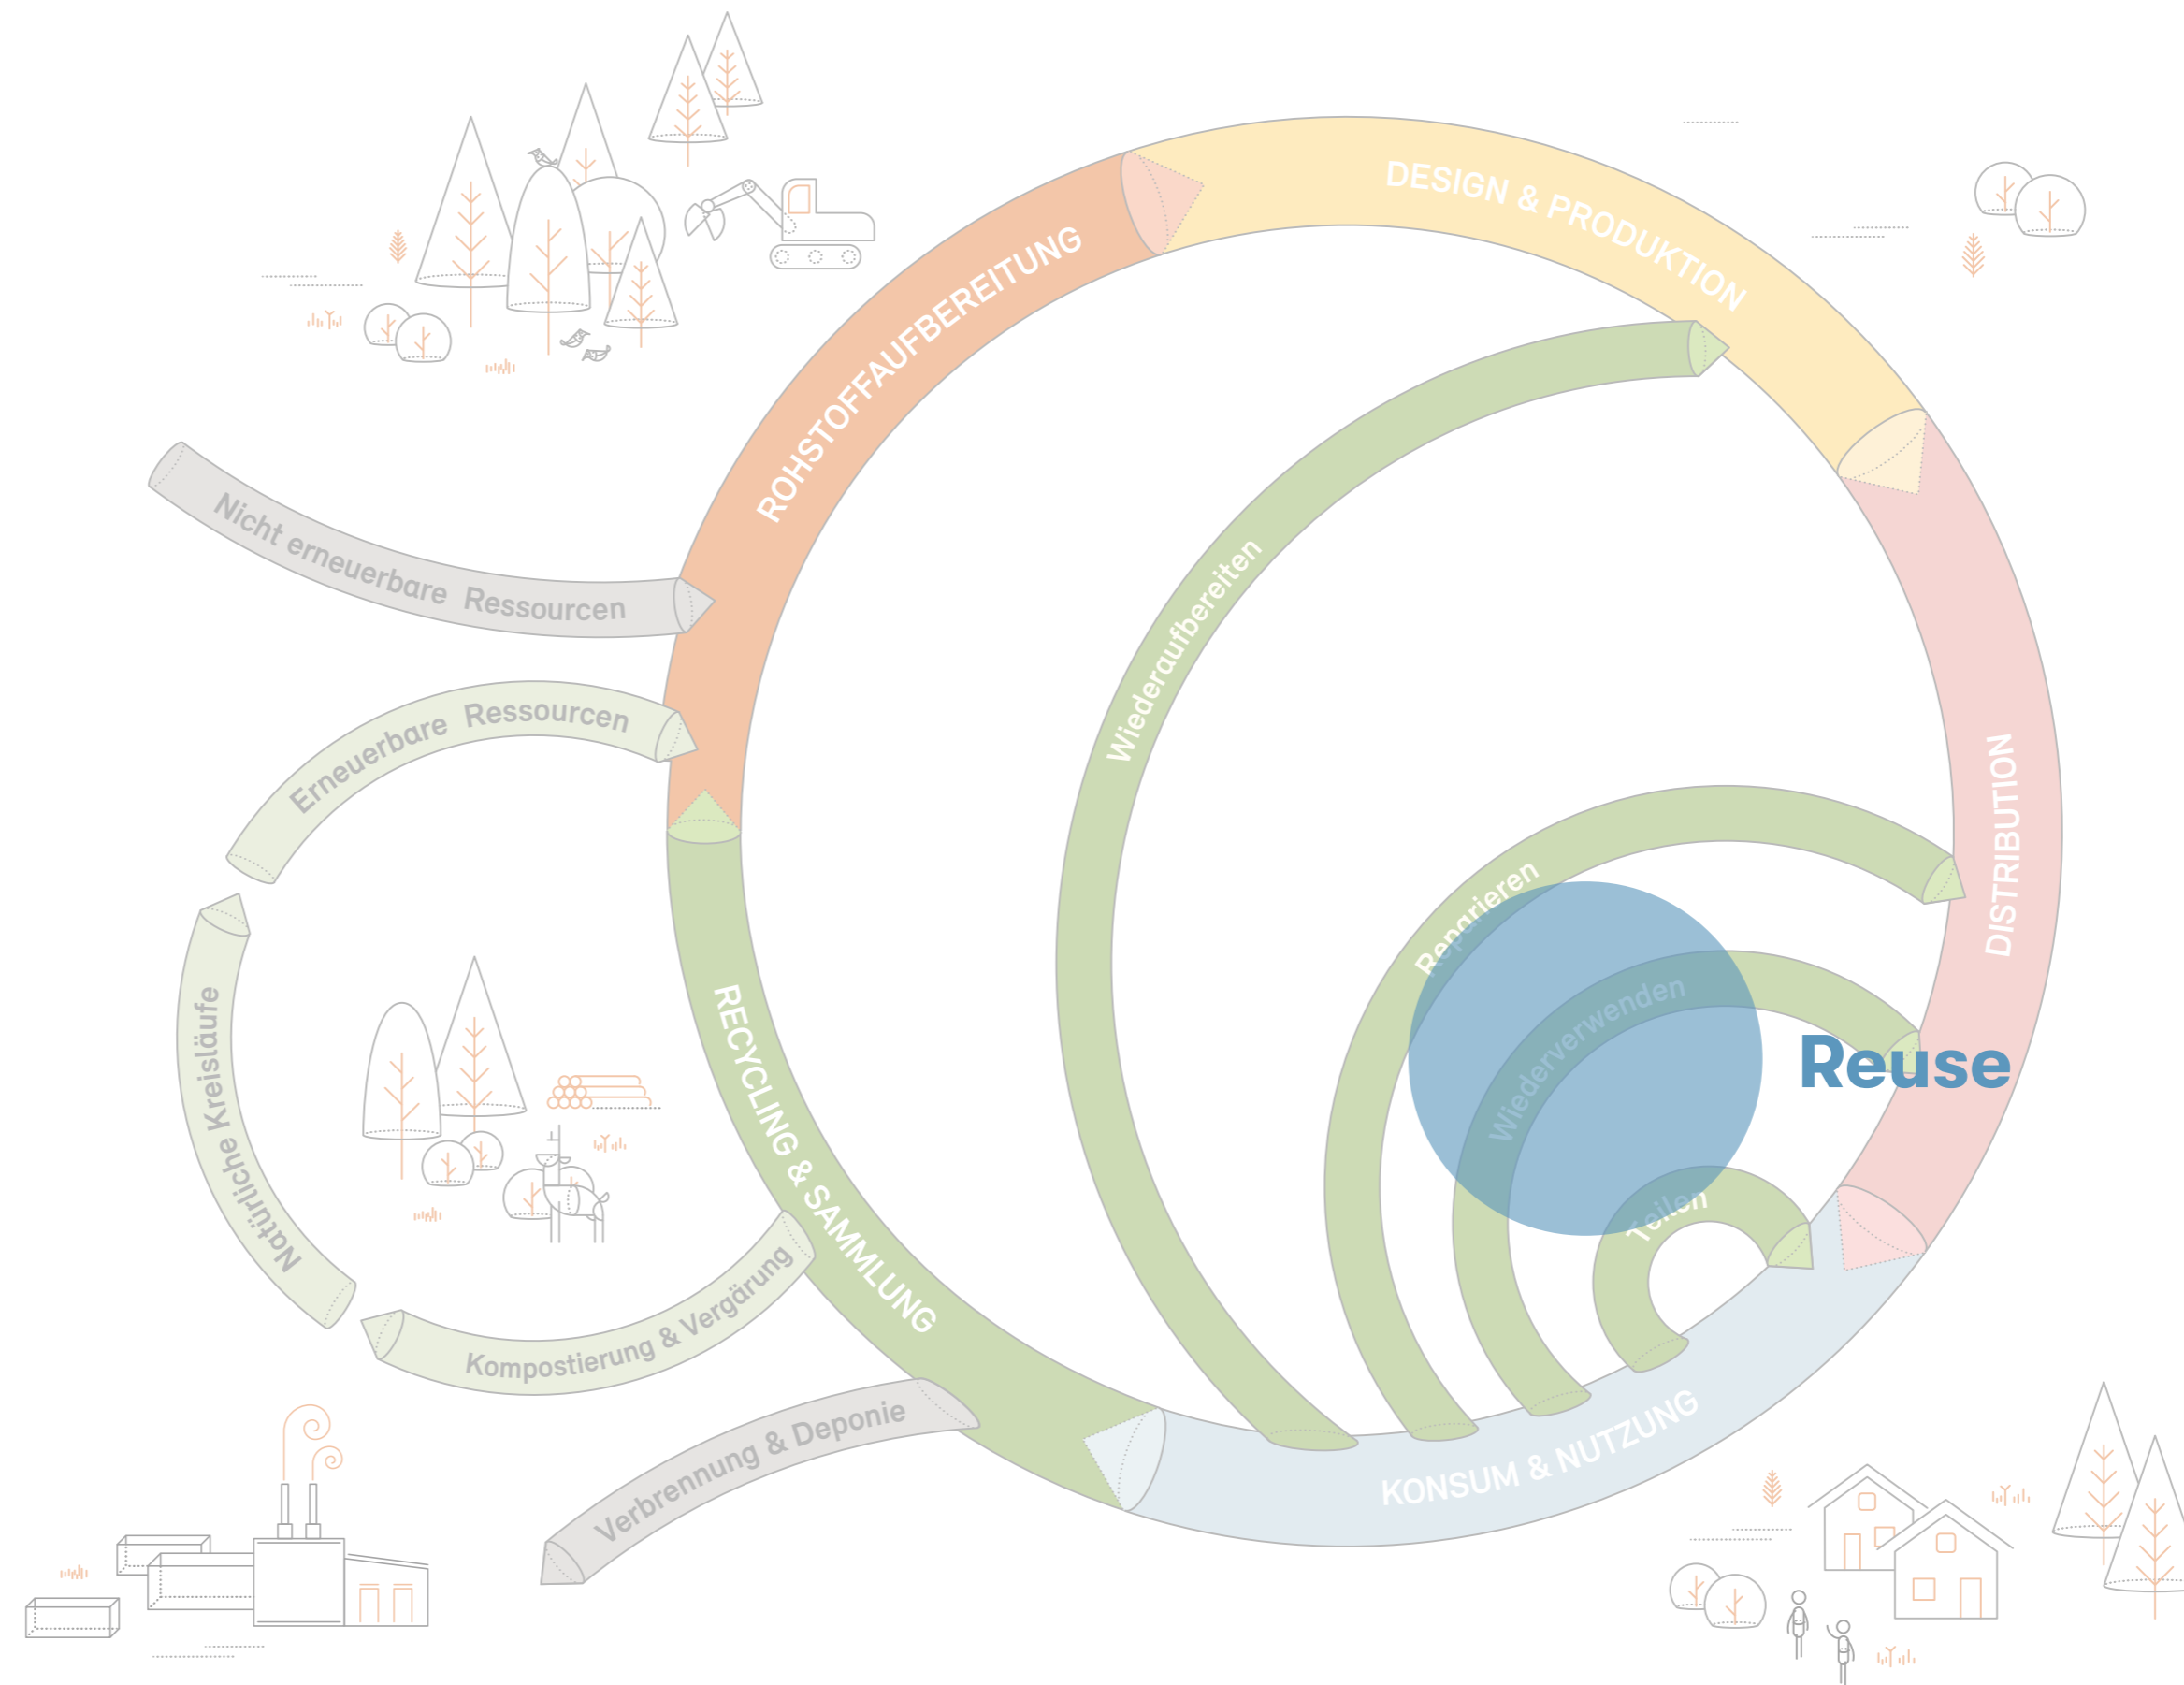 DESIGN & PRODUKTION
ROHSTOFFAUFBEREITUNG
Nicht erneuerbare Ressourcen
Wiederaufbereiten
Erneuerbare Ressourcen
DISTRIBUTION
Reparieren
Wiederverwenden
Reuse
Natürliche Kreisläufe
RECYCLING & SAMMLUNG
Teilen
Kompostierung & Vergärung
Verbrennung & Deponie
KONSUM & NUTZUNG